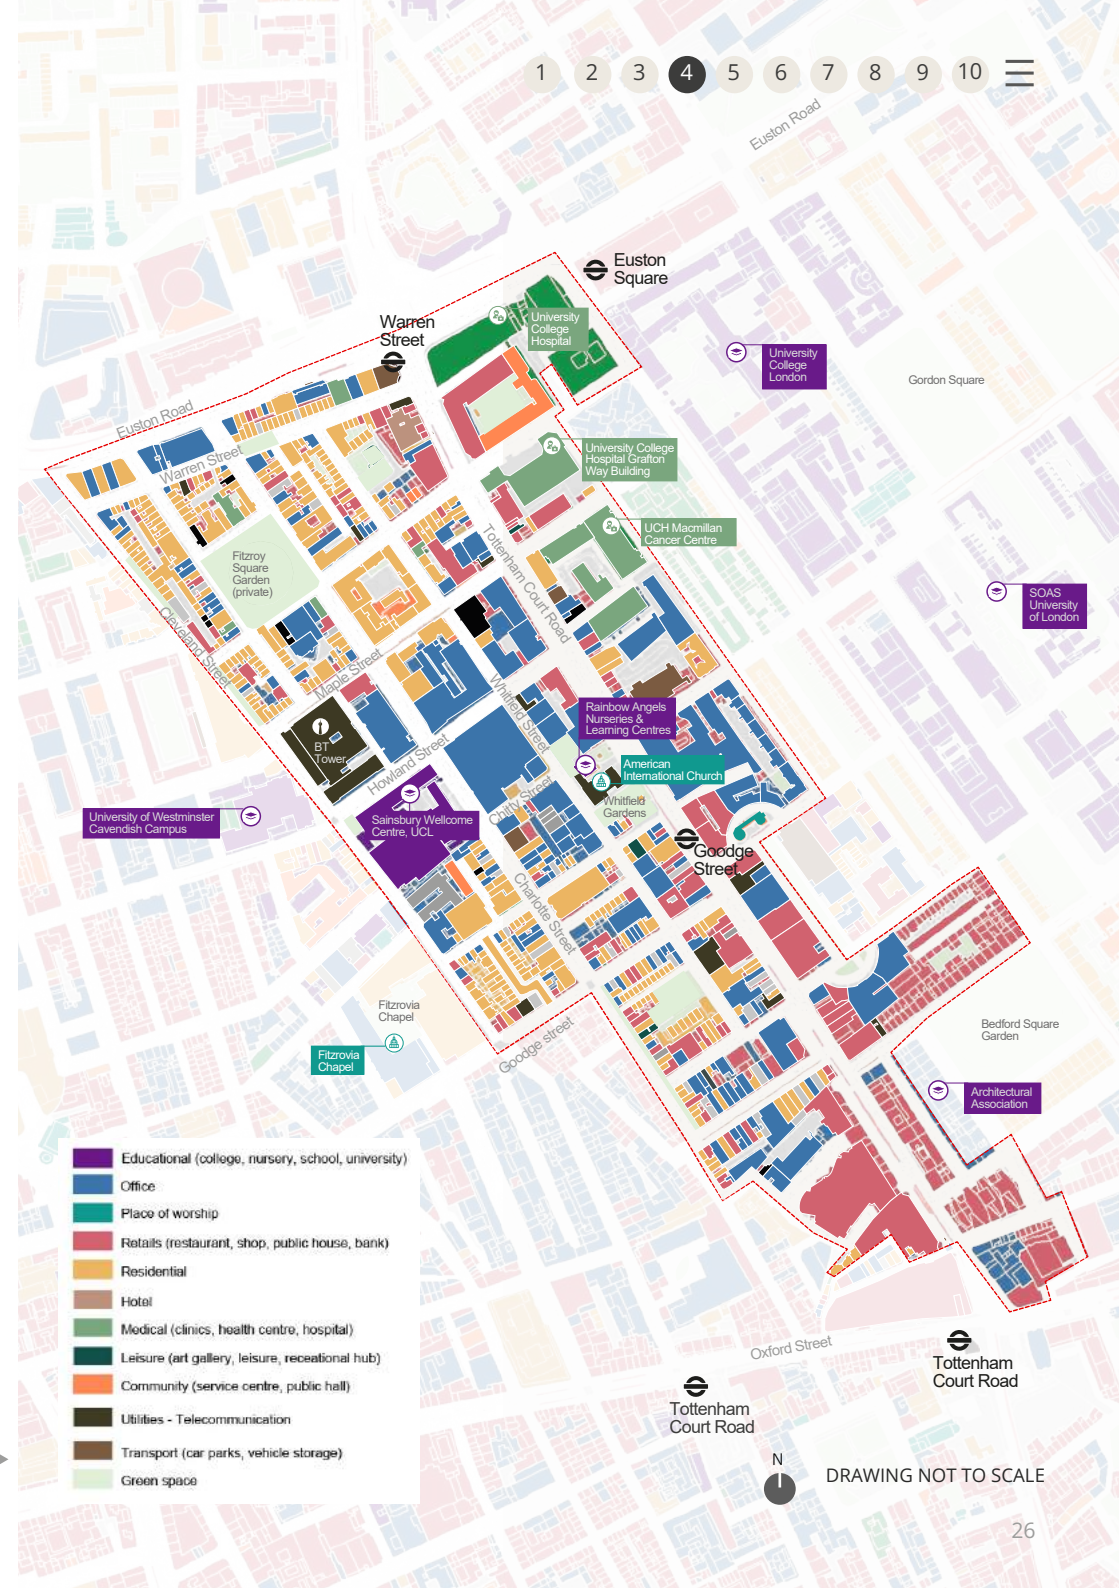 1 2 3 4 5 6 7 8 9 10
Euston Road
Euston
Square
Warren
Street
University
College
Hospital
University
College
London
Gordon Square
Euston Road
Warren Street
University College
Hospital Grafton
Way Building
UCH Macmillan
Cancer Centre
Tottenham Court Road
Fitzroy
Square
Garden
(private)
SOAS
University
of London
Cleveland Street
Maple Street
Whitfield Street
Rainbow Angels
Nurseries &
Learning Centres
BT
Tower
Howland Street
American
International Church
Chitty Street
Whitfield
Gardens
University of Westminster
Cavendish Campus
Sainsbury Wellcome
Centre, UCL
Goodge
Street
Charlotte Street
Fitzrovia
Chapel
Goodge street
Bedford Square
Garden
Fitzrovia
Chapel
Architectural
Association
Educational (college, nursery, school, university)
Office
Place of worship
Retails (restaurant, shop, public house, bank)
Residential
Hotel
Medical (clinics, health centre, hospital)
Leisure (art gallery, leisure, receational hub)
Community (service centre, public hall)
Utilities - Telecommunication
Transport (car parks, vehicle storage)
Green space
Oxford Street
Tottenham
Court Road
Tottenham
Court Road
N
DRAWING NOT TO SCALE
26